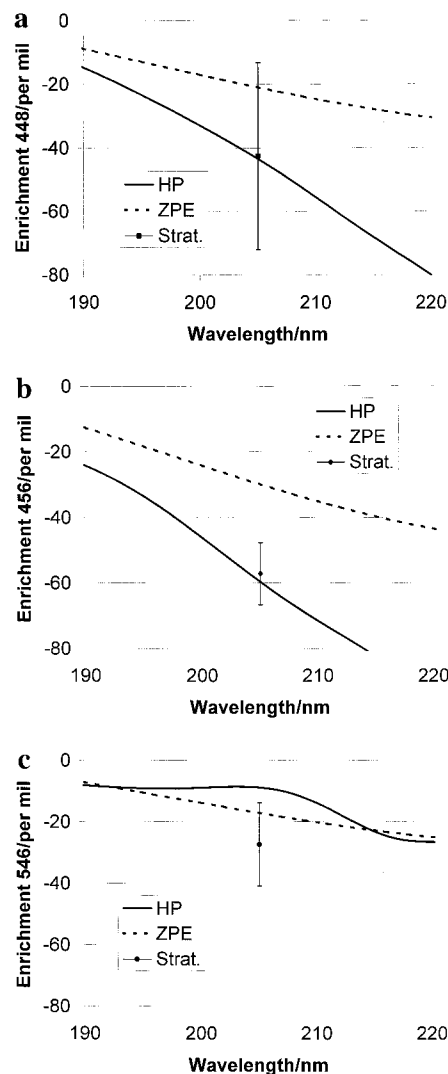 a
0
-20
-40
-60
-80
Enrichment 448/per mil
HP
ZPE
Strat.
190
200
210
220
Wavelength/nm
b
0
-20
-40
-60
-80
Enrichment 456/per mil
HP
ZPE
Strat.
190
200
210
220
Wavelength/nm
c
0
-20
-40
-60
-80
Enrichment 546/per mil
HP
ZPE
Strat.
190
200
210
220
Wavelength/nm